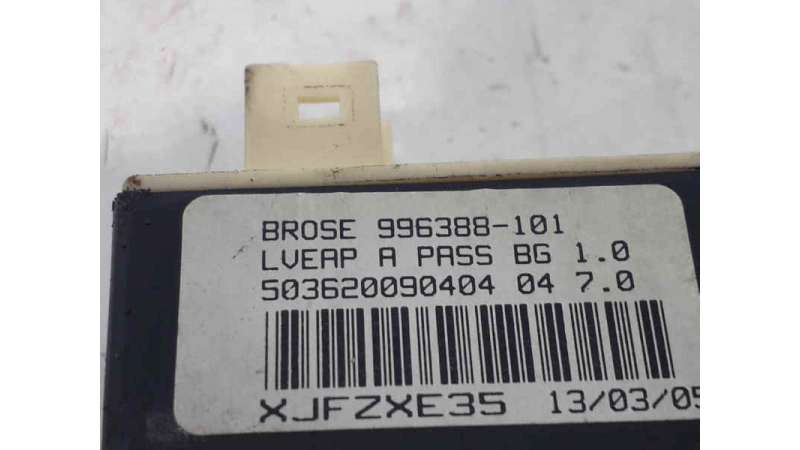 BROSE 996388-101
LVEAP A PASS BG 1.0
503620090404 04 7.0
XJFZXE35 13/03/05